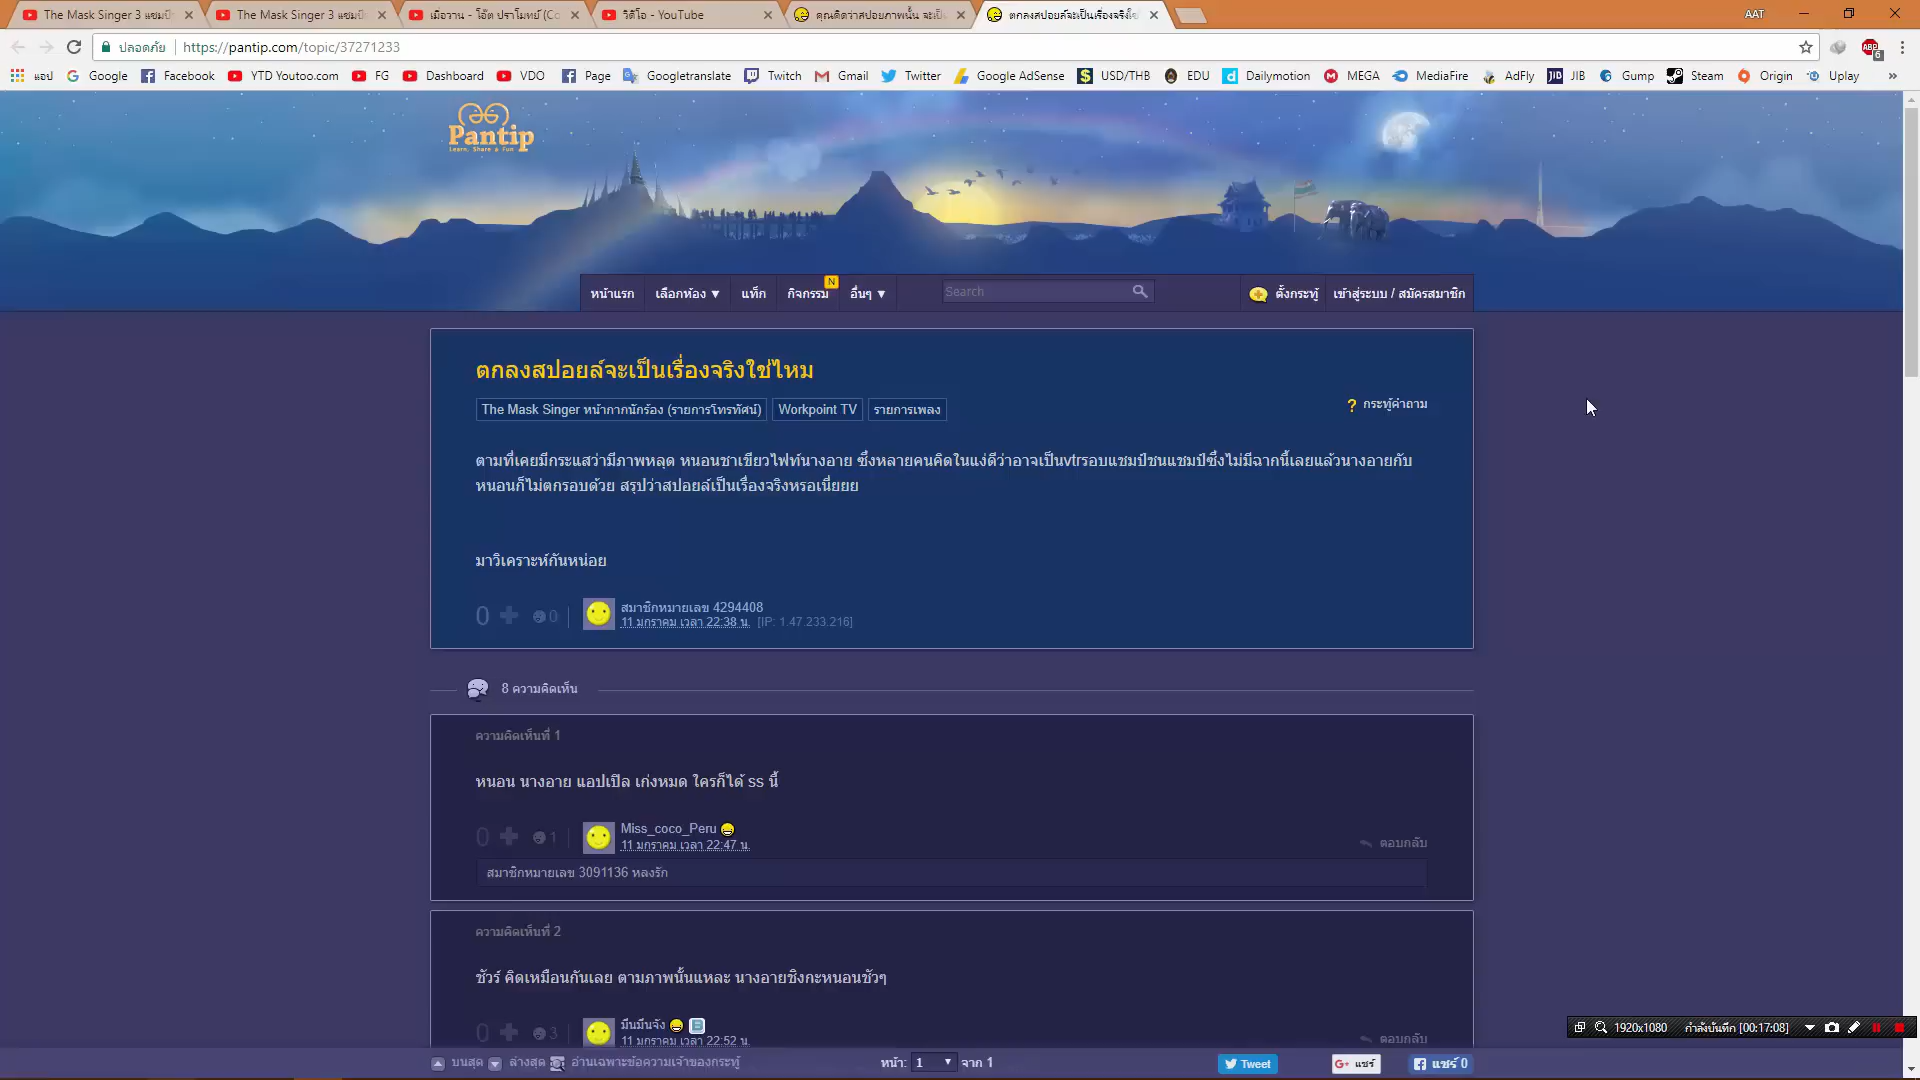 The Mask Singer 3 แชมป์
The Mask Singer 3 แชมป์
เมื่อวาน - โอ๊ต ปราโมทย์ (Co
วิดีโอ - YouTube
คุณคิดว่าสปอยภาพนั้น จะเป็
ตกลงสปอยล์จะเป็นเรื่องจริงใช่
AAT
ปลอดภัย
https://pantip.com/topic/37271233
แอป Google Facebook YTD Youtoo.com FG Dashboard VDO Page Googletranslate Twitch Gmail Twitter Google AdSense USD/THB EDU Dailymotion MEGA MediaFire AdFly JIB JIB Gump Steam Origin Uplay »
Pantip
Learn, Share & Fun
หน้าแรก เลือกห้อง ▼ แท็ก กิจกรรม N อื่นๆ ▼ Search ตั้งกระทู้ เข้าสู่ระบบ / สมัครสมาชิก
ตกลงสปอยล์จะเป็นเรื่องจริงใช่ไหม
The Mask Singer หน้ากากนักร้อง (รายการโทรทัศน์) Workpoint TV รายการเพลง
? กระทู้คำถาม
ตามที่เคยมีกระแสว่ามีภาพหลุด หนอนชาเขียวไฟท์นางอาย ซึ่งหลายคนคิดในแง่ดีว่าอาจเป็นvtrรอบแชมป์ชนแชมป์ซึ่งไม่มีฉากนี้เลยแล้วนางอายกับ
หนอนก็ไม่ตกรอบด้วย สรุปว่าสปอยล์เป็นเรื่องจริงหรอเนี่ยยย
มาวิเคราะห์กันหน่อย
0 0
สมาชิกหมายเลข 4294408
11 มกราคม เวลา 22:38 น. [IP: 1.47.233.216]
8 ความคิดเห็น
ความคิดเห็นที่ 1
หนอน นางอาย แอปเปิล เก่งหมด ใครก็ได้ ss นี้
0 1
Miss_coco_Peru
11 มกราคม เวลา 22:47 น.
ตอบกลับ
สมาชิกหมายเลข 3091136 หลงรัก
ความคิดเห็นที่ 2
ชัวร์ คิดเหมือนกันเลย ตามภาพนั้นแหละ นางอายชิงกะหนอนชัวๆ
0 3
มึนมึนจัง
11 มกราคม เวลา 22:52 น.
ตอบกลับ
1920x1080 กำลังบันทึก [00:17:08]
บนสุด ล่างสุด อ่านเฉพาะข้อความเจ้าของกระทู้ หน้า: 1 จาก 1 Tweet G+ แชร์ แชร์ 0